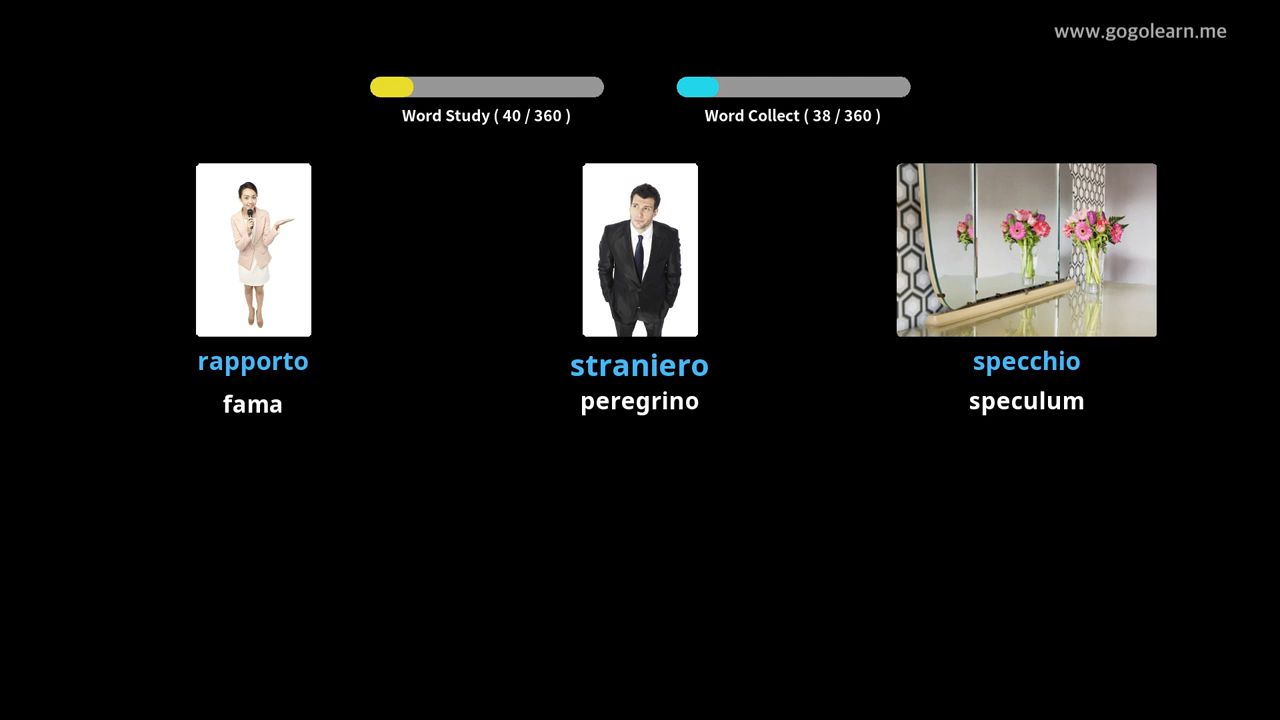 www.gogolearn.me
Word Study ( 40 / 360 )
Word Collect ( 38 / 360 )
rapporto
fama
straniero
peregrino
specchio
speculum